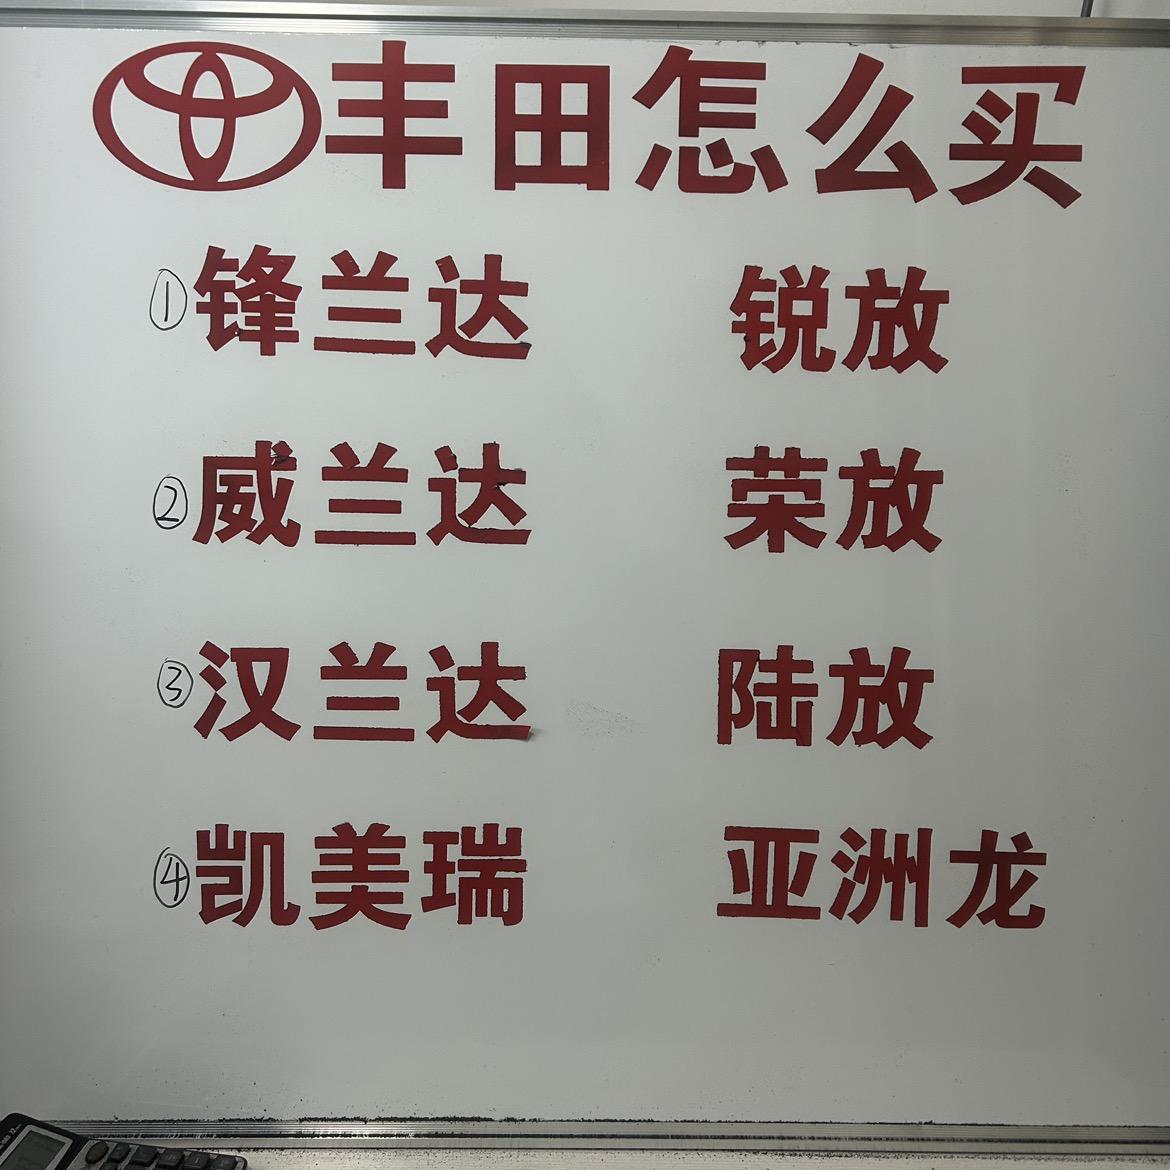 丰田怎么买
①锋兰达 锐放
②威兰达 荣放
③汉兰达 陆放
④凯美瑞 亚洲龙